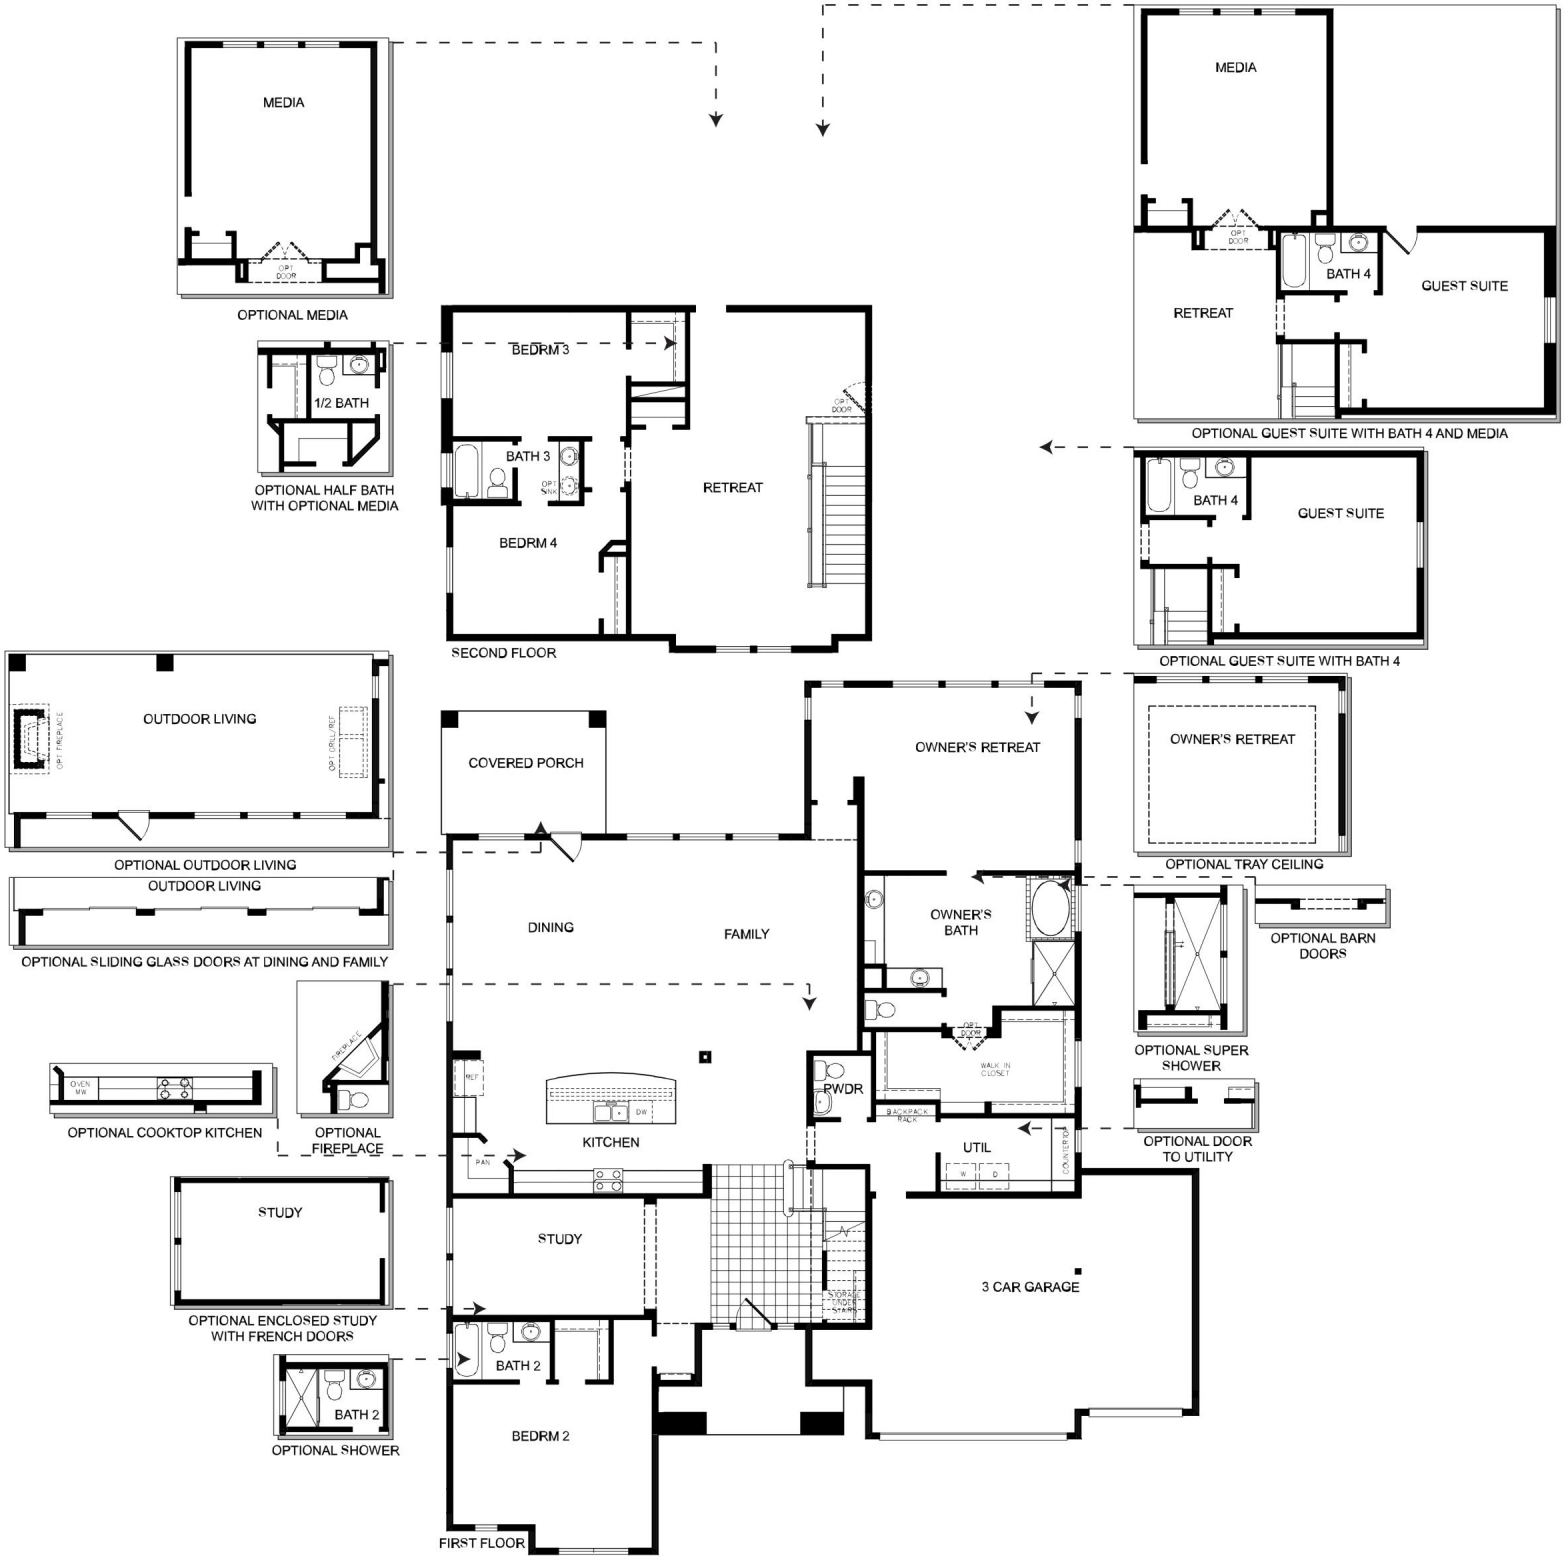 MEDIA
OPT
DOOR
OPTIONAL MEDIA
1/2 BATH
OPTIONAL HALF BATH
WITH OPTIONAL MEDIA
MEDIA
OPT
DOOR
BATH 4
GUEST SUITE
RETREAT
OPTIONAL GUEST SUITE WITH BATH 4 AND MEDIA
BATH 4
GUEST SUITE
OPTIONAL GUEST SUITE WITH BATH 4
BEDRM 3
OPT
DOOR
BATH 3
OPT
SINK
RETREAT
BEDRM 4
SECOND FLOOR
OUTDOOR LIVING
OPT FIREPLACE
OPT GRILL/REF
OPTIONAL OUTDOOR LIVING
OUTDOOR LIVING
OPTIONAL SLIDING GLASS DOORS AT DINING AND FAMILY
FIREPLACE
OPTIONAL
FIREPLACE
OVEN
MW
OPTIONAL COOKTOP KITCHEN
STUDY
OPTIONAL ENCLOSED STUDY
WITH FRENCH DOORS
BATH 2
OPTIONAL SHOWER
OWNER'S RETREAT
OPTIONAL TRAY CEILING
OPTIONAL BARN
DOORS
OPTIONAL SUPER
SHOWER
OPTIONAL DOOR
TO UTILITY
COVERED PORCH
OWNER'S RETREAT
DINING
FAMILY
OWNER'S
BATH
OPT
DOOR
WALK IN
CLOSET
REF
PWDR
BACKPACK
RACK
DW
KITCHEN
PAN
UTIL
W
D
COUNTERTOP
STUDY
3 CAR GARAGE
STORAGE
UNDER
STAIRS
BATH 2
BEDRM 2
FIRST FLOOR